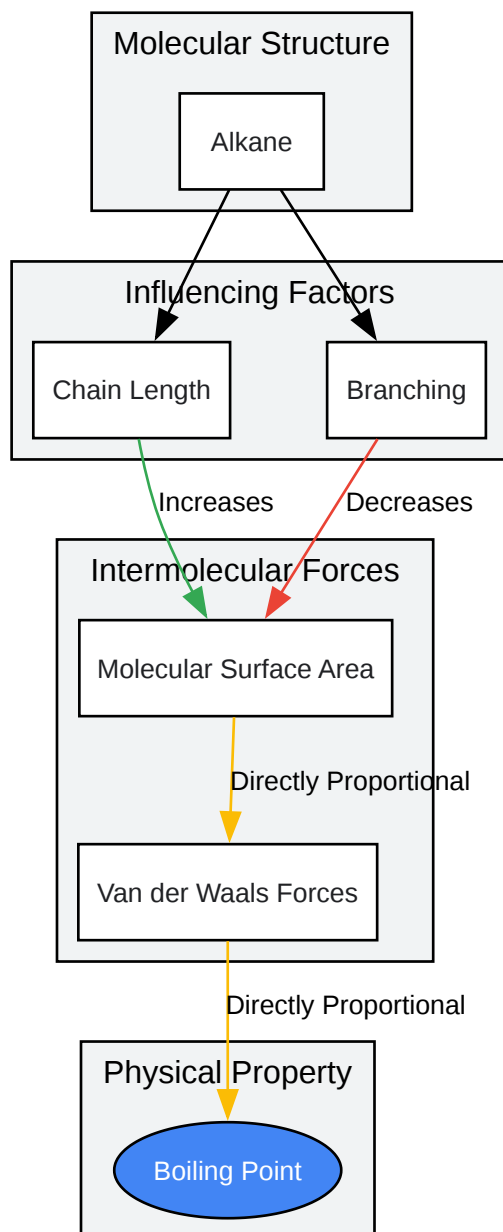 Molecular Structure
Alkane
Influencing Factors
Chain Length
Branching
Increases
Decreases
Intermolecular Forces
Molecular Surface Area
Directly Proportional
Van der Waals Forces
Directly Proportional
Physical Property
Boiling Point